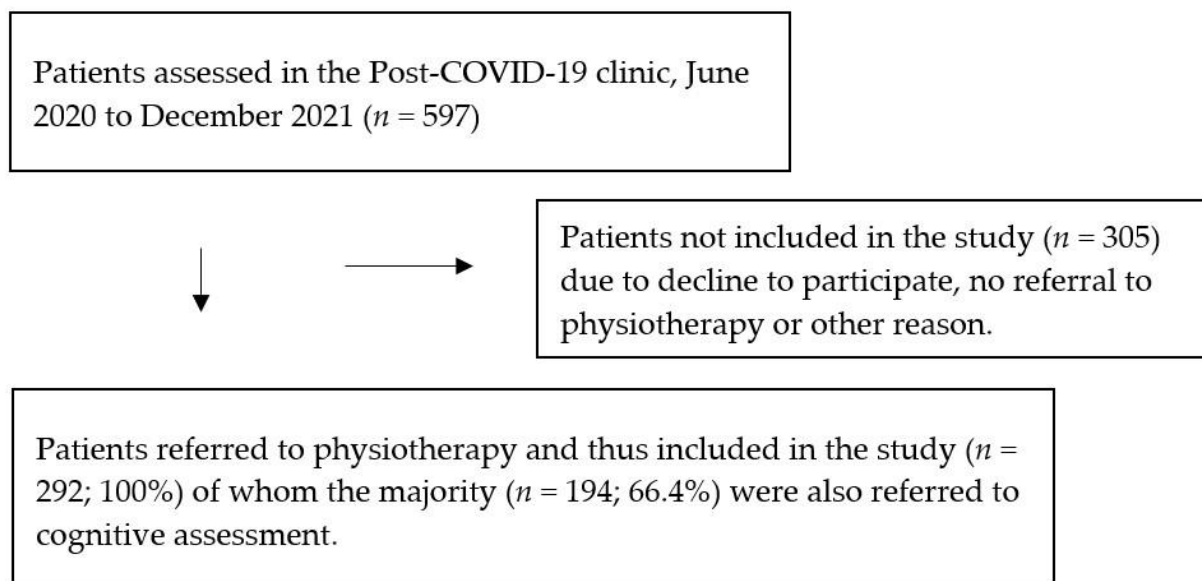 Patients assessed in the Post-COVID-19 clinic, June
2020 to December 2021 (n = 597)
Patients not included in the study (n = 305)
due to decline to participate, no referral to
physiotherapy or other reason.
Patients referred to physiotherapy and thus included in the study (n =
292; 100%) of whom the majority (n = 194; 66.4%) were also referred to
cognitive assessment.